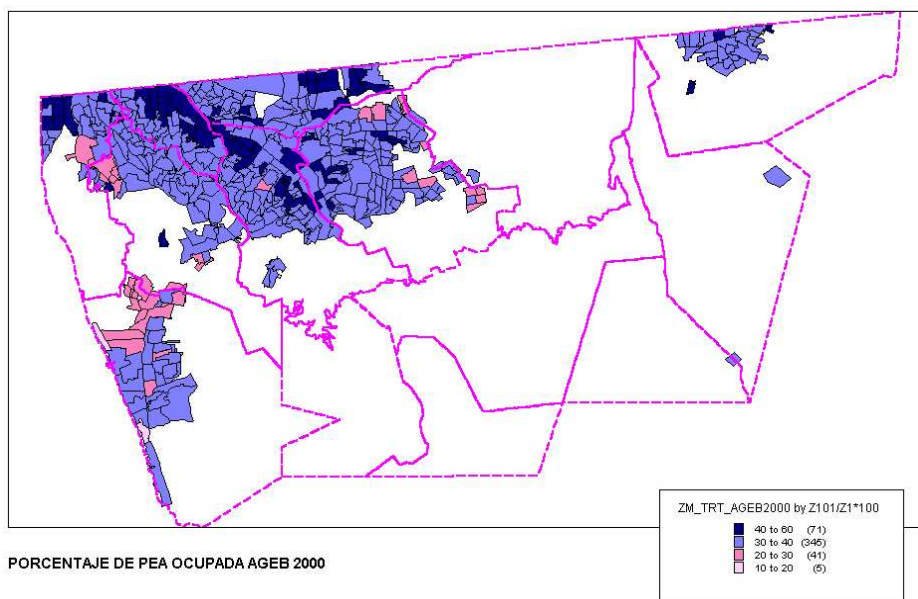 ZM_TRT_AGEB2000 by Z101/Z1*100
40 to 60 (71)
30 to 40 (345)
20 to 30 (41)
10 to 20 (5)
PORCENTAJE DE PEA OCUPADA AGEB 2000